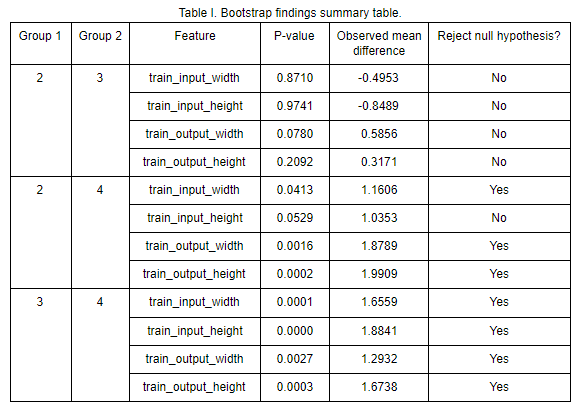 Table I. Bootstrap findings summary table.
Group 1 Group 2 Feature P-value Observed mean difference Reject null hypothesis?
2 3 train_input_width 0.8710 -0.4953 No
train_input_height 0.9741 -0.8489 No
train_output_width 0.0780 0.5856 No
train_output_height 0.2092 0.3171 No
2 4 train_input_width 0.0413 1.1606 Yes
train_input_height 0.0529 1.0353 No
train_output_width 0.0016 1.8789 Yes
train_output_height 0.0002 1.9909 Yes
3 4 train_input_width 0.0001 1.6559 Yes
train_input_height 0.0000 1.8841 Yes
train_output_width 0.0027 1.2932 Yes
train_output_height 0.0003 1.6738 Yes